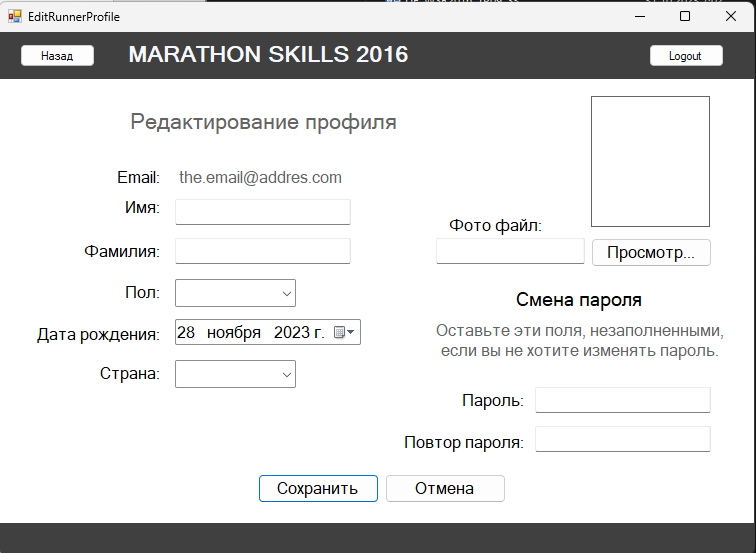 EditRunnerProfile
Назад
MARATHON SKILLS 2016
Logout
Редактирование профиля
Email: the.email@addres.com
Имя:
Фото файл:
Фамилия:
Просмотр...
Пол:
Смена пароля
Дата рождения: 28 ноября 2023 г.
Оставьте эти поля, незаполненными,
если вы не хотите изменять пароль.
Страна:
Пароль:
Повтор пароля:
Сохранить
Отмена